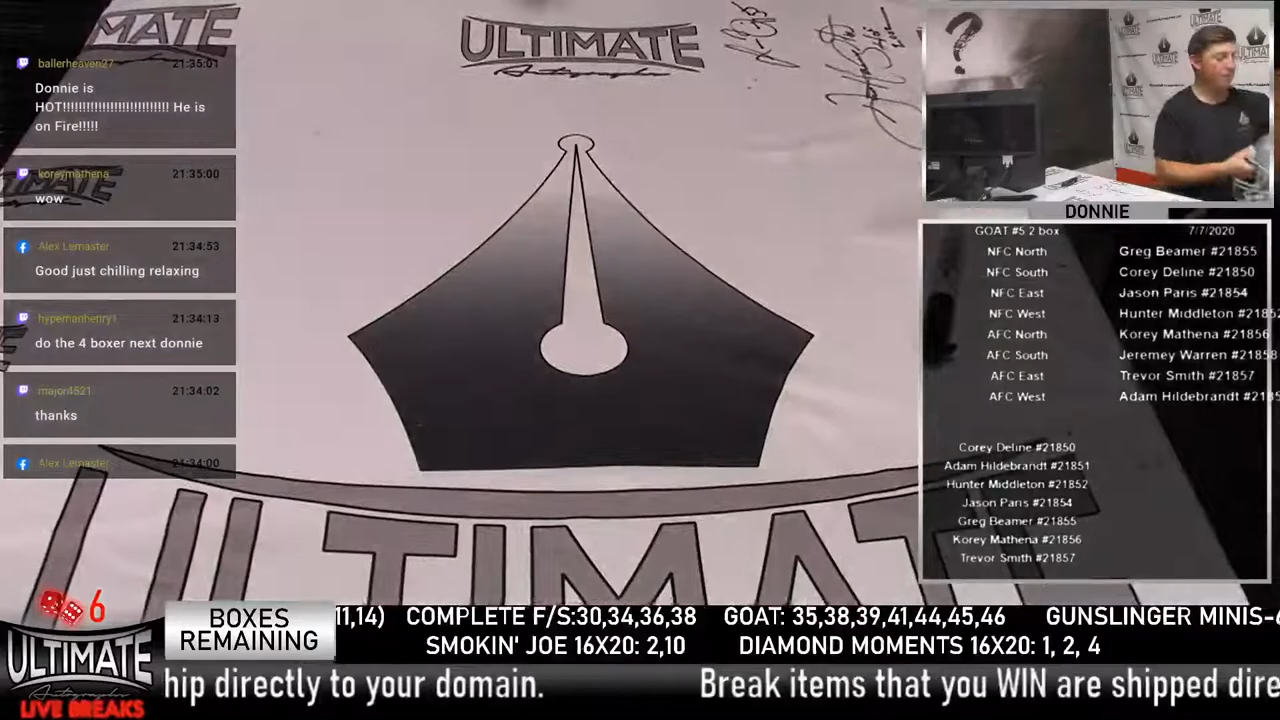 MATE
ballerheaven27 21:35:01
Donnie is
HOT!!!!!!!!!!!!!!!!!!!!!!!!!!! He is
on Fire!!!!!
koreymathena 21:35:00
wow
Alex Lemaster 21:34:53
Good just chilling relaxing
hypemanhenry1 21:34:13
do the 4 boxer next donnie
major4521 21:34:02
thanks
Alex Lemaster 21:34:00
ULTIMATE
Autographs
ULTIMATE
DONNIE
GOAT #5 2 box 7/7/2020
NFC North Greg Beamer #21855
NFC South Corey Deline #21850
NFC East Jason Paris #21854
NFC West Hunter Middleton #2185
AFC North Korey Mathena #21856
AFC South Jeremey Warren #21858
AFC East Trevor Smith #21857
AFC West Adam Hildebrandt #218
Corey Deline #21850
Adam Hildebrandt #21851
Hunter Middleton #21852
Jason Paris #21854
Greg Beamer #21855
Korey Mathena #21856
Trevor Smith #21857
6
ULTIMATE
Autographs
LIVE BREAKS
BOXES
REMAINING
11,14) COMPLETE F/S:30,34,36,38 GOAT: 35,38,39,41,44,45,46 GUNSLINGER MINIS-
SMOKIN' JOE 16X20: 2,10 DIAMOND MOMENTS 16X20: 1, 2, 4
hip directly to your domain. Break items that you WIN are shipped dire